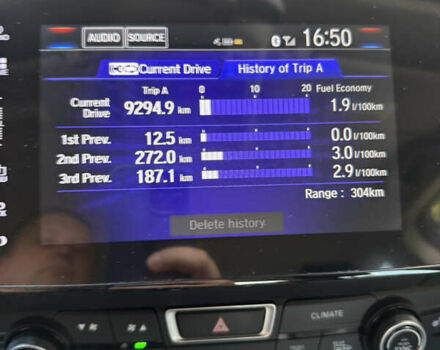 AUDIO SOURCE 16:50
Current Drive History of Trip A
Trip A 0 10 20 Fuel Economy
Current Drive 9294.9 km 1.9 l/100km
1st Prev. 12.5 km 0.0 l/100km
2nd Prev. 272.0 km 3.0 l/100km
3rd Prev. 187.1 km 2.9 l/100km
Range : 304km
Delete history
CLIMATE
SYNC